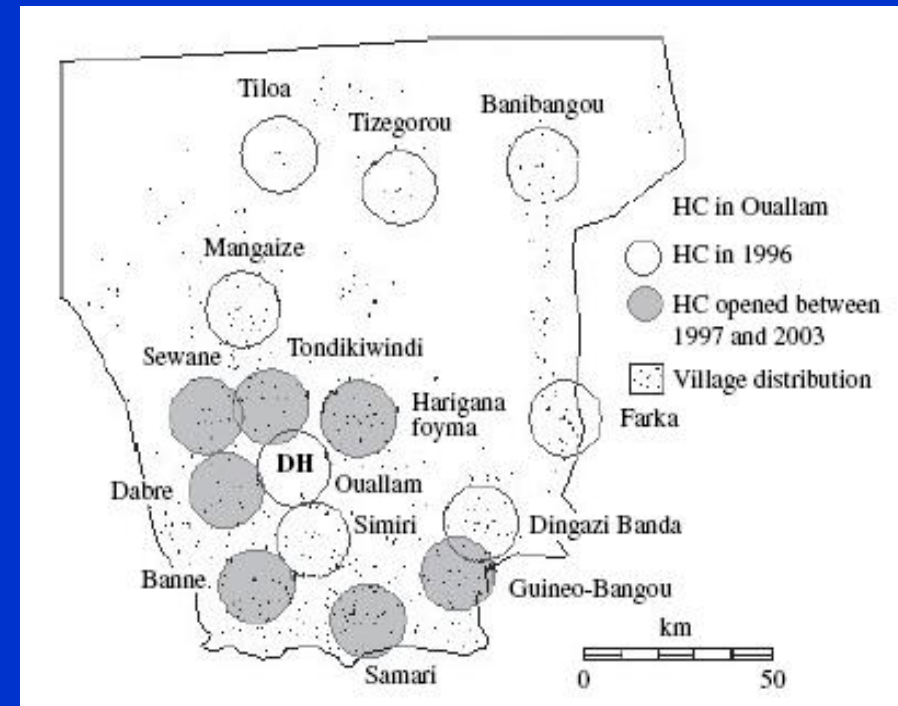 Tiloa
Tizegorou
Banibangou
HC in Ouallam
HC in 1996
HC opened between
1997 and 2003
Village distribution
Mangaize
Sewane
Tondikiwindi
Harigana
foyma
Farka
DH
Ouallam
Dabre
Simiri
Dingazi Banda
Banne
Guineo-Bangou
Samari
km
0 50